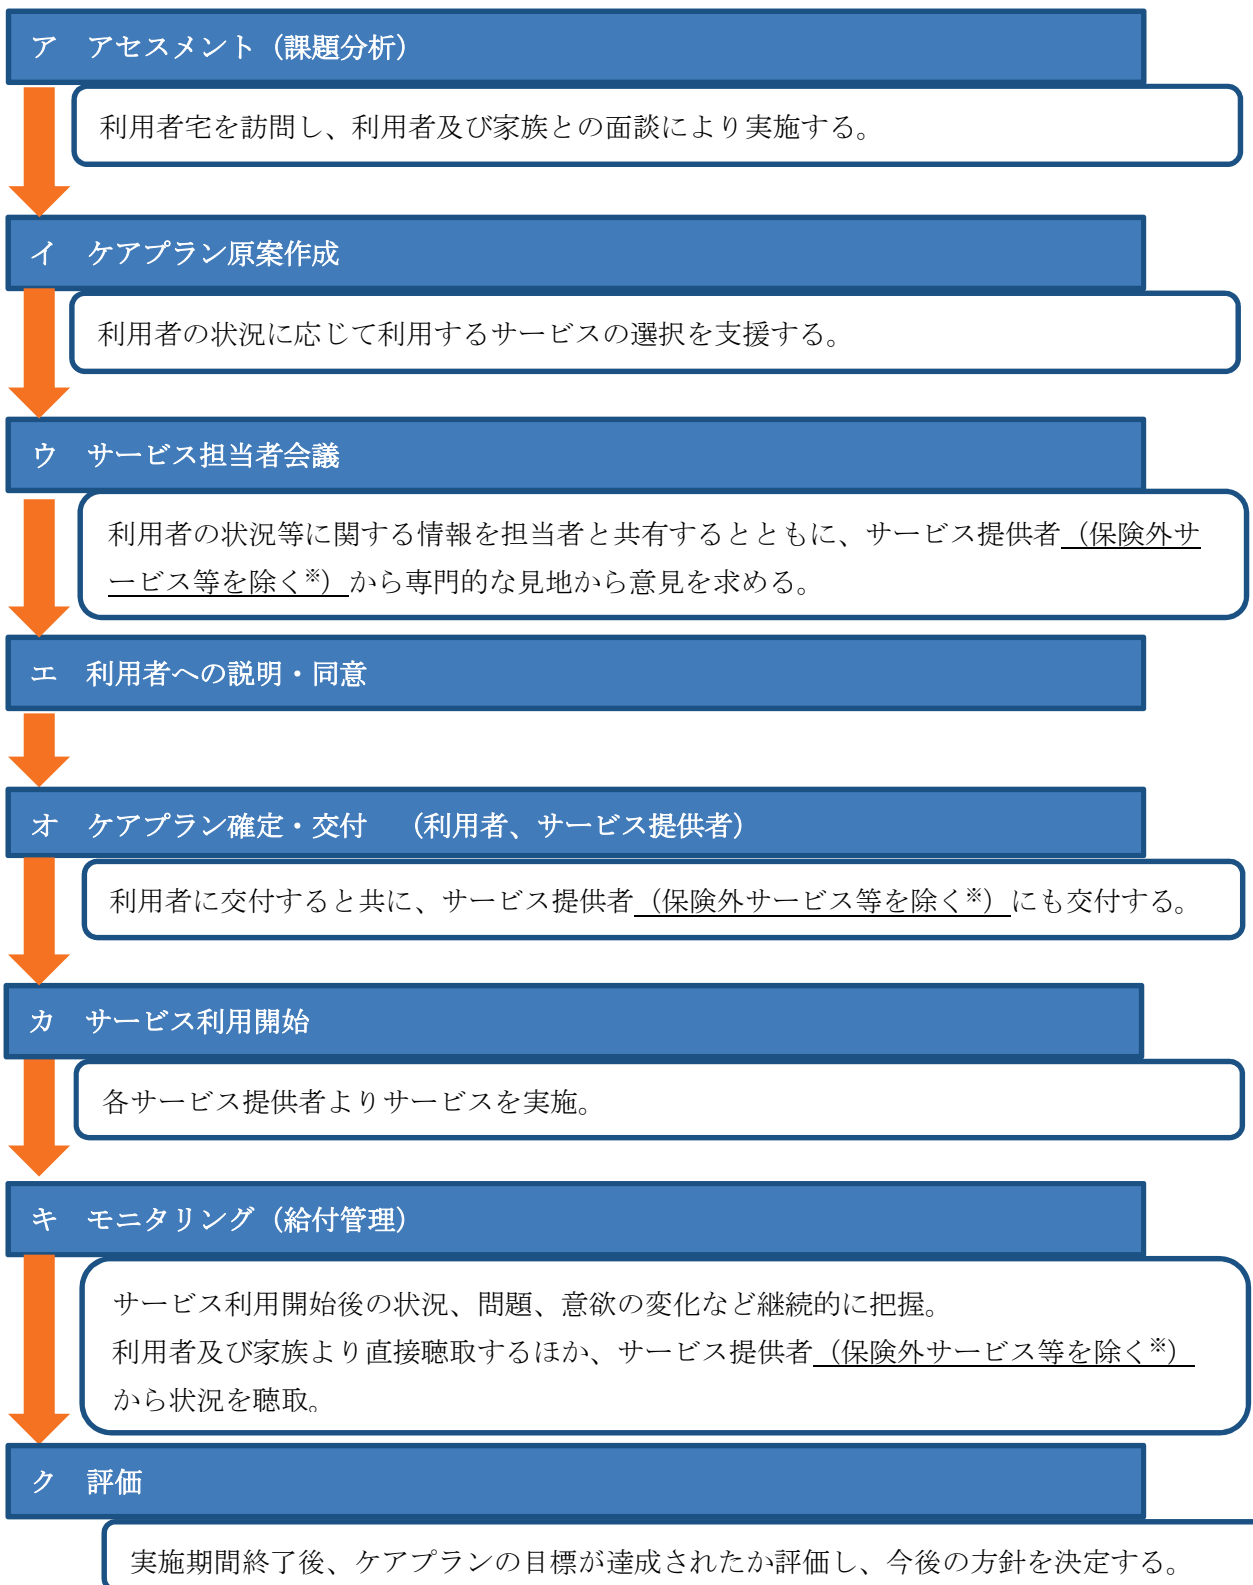 ア　アセスメント（課題分析）
利用者宅を訪問し、利用者及び家族との面談により実施する。
イ　ケアプラン原案作成
利用者の状況に応じて利用するサービスの選択を支援する。
ウ　サービス担当者会議
利用者の状況等に関する情報を担当者と共有するとともに、サービス提供者（保険外サ
ービス等を除く※）から専門的な見地から意見を求める。
エ　利用者への説明・同意
オ　ケアプラン確定・交付　（利用者、サービス提供者）
利用者に交付すると共に、サービス提供者（保険外サービス等を除く※）にも交付する。
カ　サービス利用開始
各サービス提供者よりサービスを実施。
キ　モニタリング（給付管理）
サービス利用開始後の状況、問題、意欲の変化など継続的に把握。
利用者及び家族より直接聴取するほか、サービス提供者（保険外サービス等を除く※）
から状況を聴取。
ク　評価
実施期間終了後、ケアプランの目標が達成されたか評価し、今後の方針を決定する。